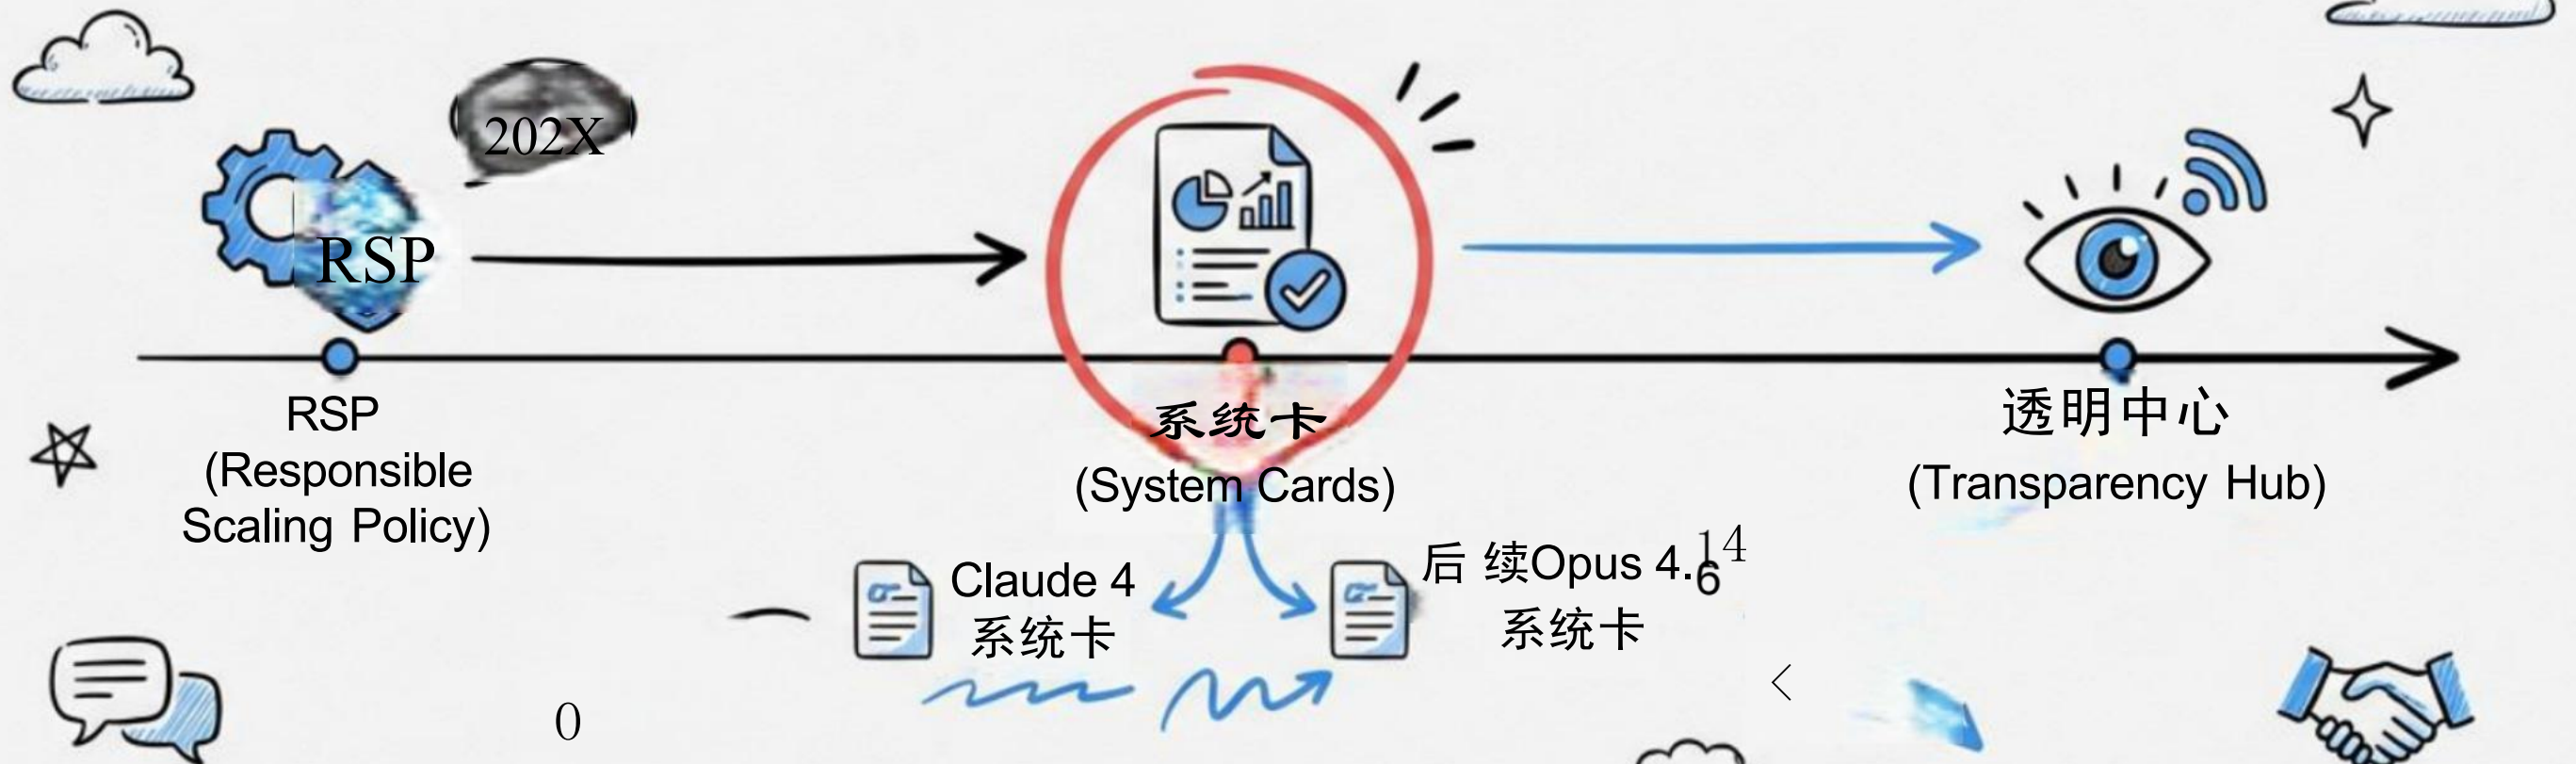 202X
RSP
RSP
(Responsible
Scaling Policy)
系统卡
(System Cards)
透明中心
(Transparency Hub)
Claude 4
系统卡
后 续Opus 4.6
14
系统卡
<
0